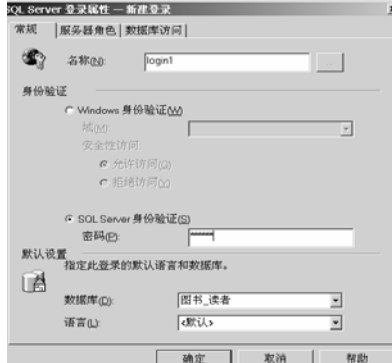 SQL Server 登录属性 — 新建登录
常规 服务器角色 数据库访问
名称(N): login1 ...
身份验证
Windows 身份验证(W)
域(M):
安全性访问:
允许访问(G)
拒绝访问(Y)
SQL Server 身份验证(S)
密码(P): ******
默认设置
指定此登录的默认语言和数据库。
数据库(D): 图书_读者
语言(L): <默认>
确定 取消 帮助